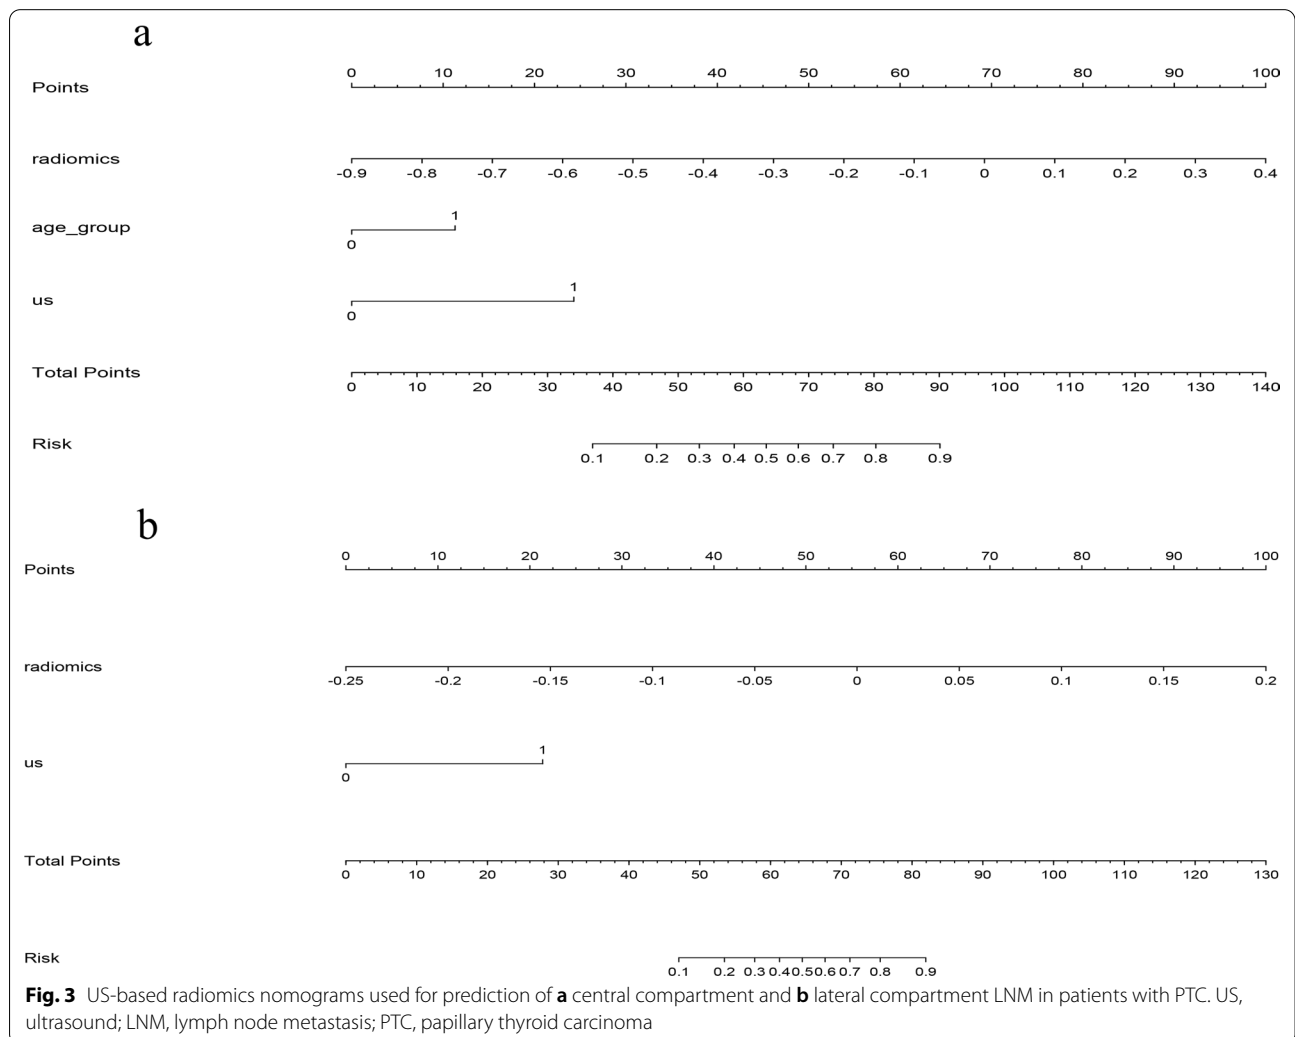 a
Points
0 10 20 30 40 50 60 70 80 90 100
radiomics
-0.9 -0.8 -0.7 -0.6 -0.5 -0.4 -0.3 -0.2 -0.1 0 0.1 0.2 0.3 0.4
1
age_group
0
1
us
0
Total Points
0 10 20 30 40 50 60 70 80 90 100 110 120 130 140
Risk
0.1 0.2 0.3 0.4 0.5 0.6 0.7 0.8 0.9
b
0 10 20 30 40 50 60 70 80 90 100
Points
radiomics
-0.25 -0.2 -0.15 -0.1 -0.05 0 0.05 0.1 0.15 0.2
1
us
0
Total Points
0 10 20 30 40 50 60 70 80 90 100 110 120 130
Risk
0.1 0.2 0.3 0.4 0.5 0.6 0.7 0.8 0.9
Fig. 3 US-based radiomics nomograms used for prediction of a central compartment and b lateral compartment LNM in patients with PTC. US,
ultrasound; LNM, lymph node metastasis; PTC, papillary thyroid carcinoma